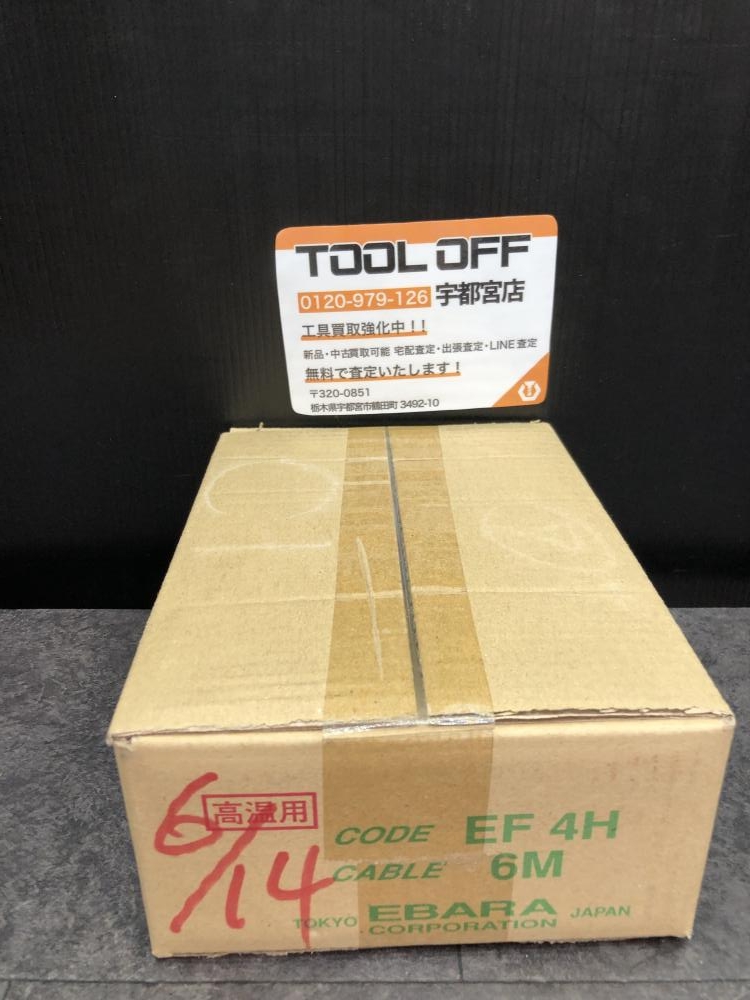 TOOL OFF
0120-979-126 宇都宮店
工具買取強化中！！
新品・中古買取可能 宅配査定・出張査定・LINE査定
無料で査定いたします！
〒320-0851
栃木県宇都宮市鶴田町 3492-10
高温用
6/14
CODE EF 4H
CABLE 6M
TOKYO EBARA JAPAN
CORPORATION